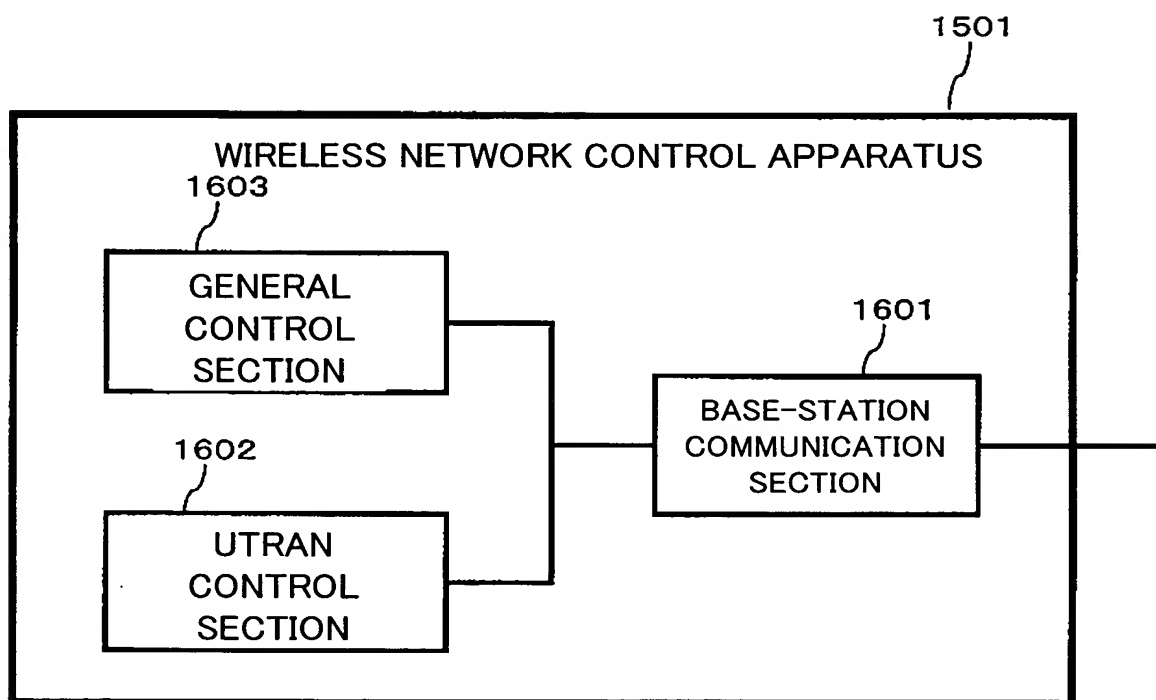 1501
WIRELESS NETWORK CONTROL APPARATUS
1603
GENERAL
CONTROL
SECTION
1601
BASE-STATION
COMMUNICATION
SECTION
1602
UTRAN
CONTROL
SECTION